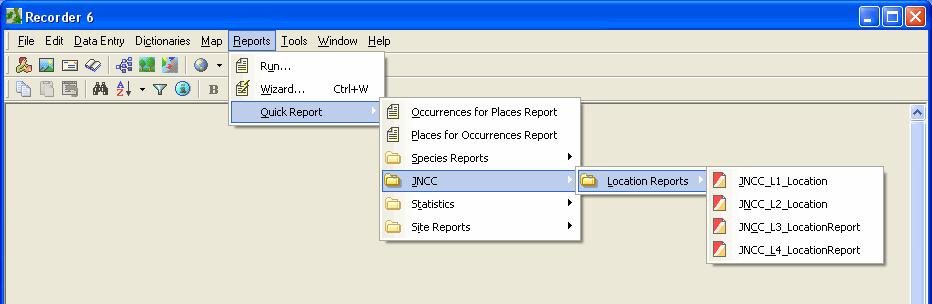 Recorder 6
File Edit Data Entry Dictionaries Map Reports Tools Window Help
Run...
Wizard... Ctrl+W
Quick Report
Occurrences for Places Report
Places for Occurrences Report
Species Reports
JNCC
Statistics
Site Reports
Location Reports
JNCC_L1_Location
JNCC_L2_Location
JNCC_L3_LocationReport
JNCC_L4_LocationReport
A
Z
B